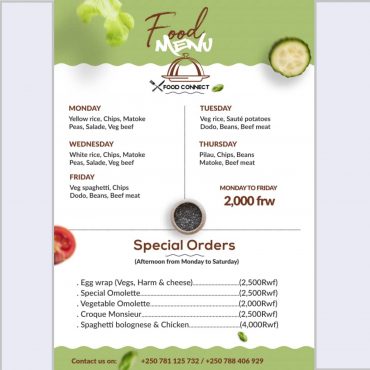 Food
MENU
FOOD CONNECT
MONDAY
Yellow rice, Chips, Matoke
Peas, Salade, Veg beef
TUESDAY
Veg rice, Sauté potatoes
Dodo, Beans, Beef meat
WEDNESDAY
White rice, Chips, Matoke
Peas, Salade, Veg beef
THURSDAY
Pilau, Chips, Beans
Matoke, Beef meat
FRIDAY
Veg spaghetti, Chips
Dodo, Beans, Beef meat
MONDAY TO FRIDAY
2,000 frw
Special Orders
(Afternoon from Monday to Saturday)
. Egg wrap (Vegs, Harm & cheese)....................(2,500Rwf)
. Special Omolette............................................(2,500Rwf)
. Vegetable Omolette.......................................(2,000Rwf)
. Croque Monsieur...........................................(2,500Rwf)
. Spaghetti bolognese & Chicken.....................(4,000Rwf)
Contact us on: +250 781 125 732 / +250 788 406 929